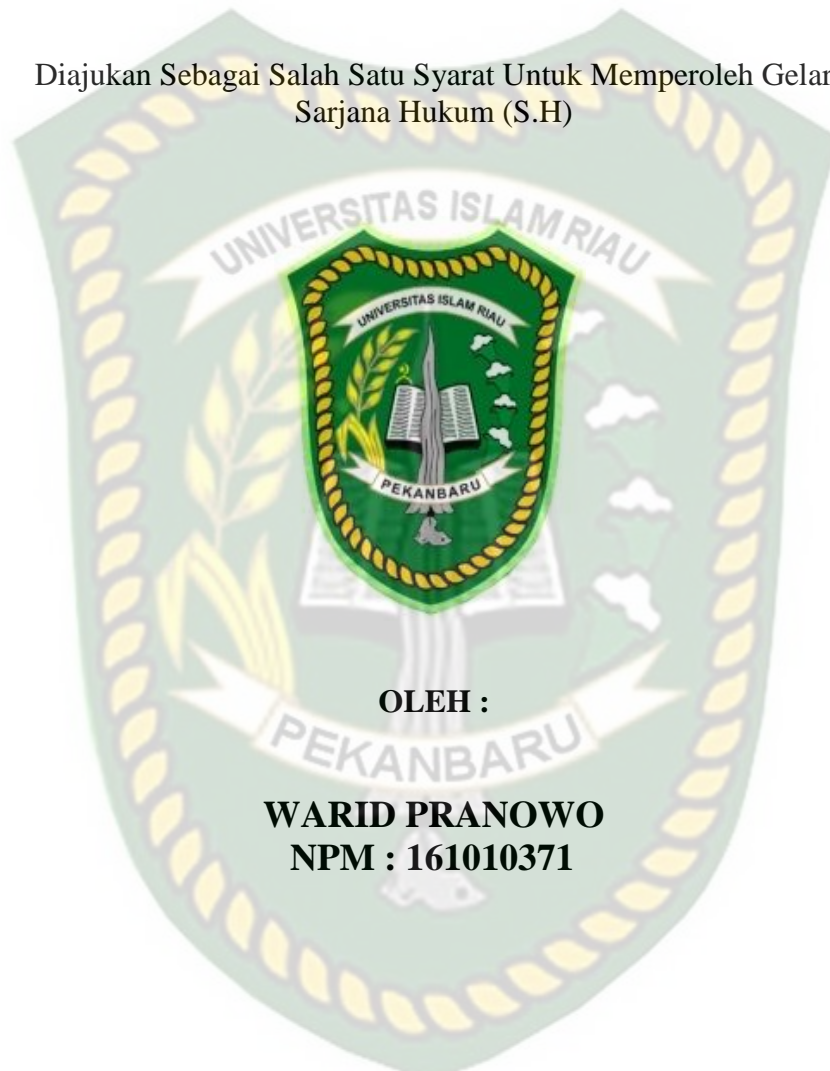 Diajukan Sebagai Salah Satu Syarat Untuk Memperoleh Gelar
Sarjana Hukum (S.H)
UNIVERSITAS ISLAM RIAU
UNIVERSITAS ISLAM RIAU
PEKANBARU
OLEH :
PEKANBARU
WARID PRANOWO
NPM : 161010371